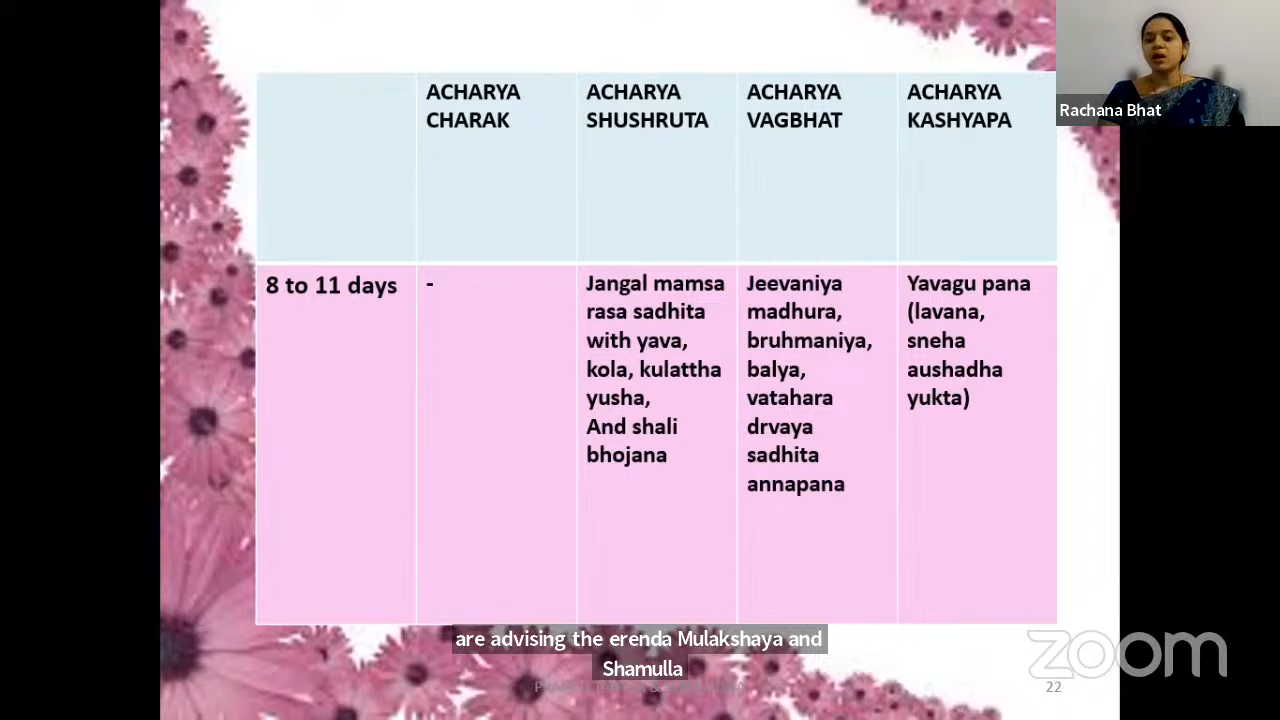 ACHARYA
CHARAK
ACHARYA
SHUSHRUTA
ACHARYA
VAGBHAT
ACHARYA
KASHYAPA
Rachana Bhat
8 to 11 days
-
Jangal mamsa
rasa sadhita
with yava,
kola, kulattha
yusha,
And shali
bhojana
Jeevaniya
madhura,
bruhmaniya,
balya,
vatahara
drvaya
sadhita
annapana
Yavagu pana
(lavana,
sneha
aushadha
yukta)
are advising the erenda Mulakshaya and
Shamulla
zoom
22